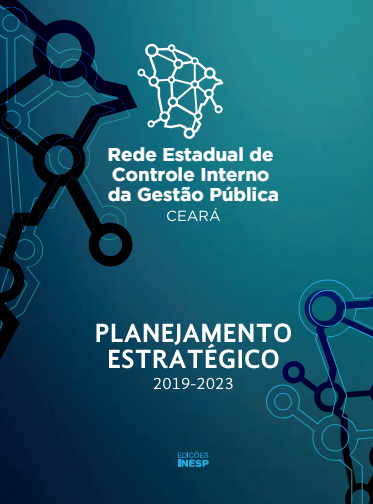 Rede Estadual de
Controle Interno
da Gestão Pública
CEARÁ
PLANEJAMENTO
ESTRATÉGICO
2019-2023
EDIÇÕES
INESP